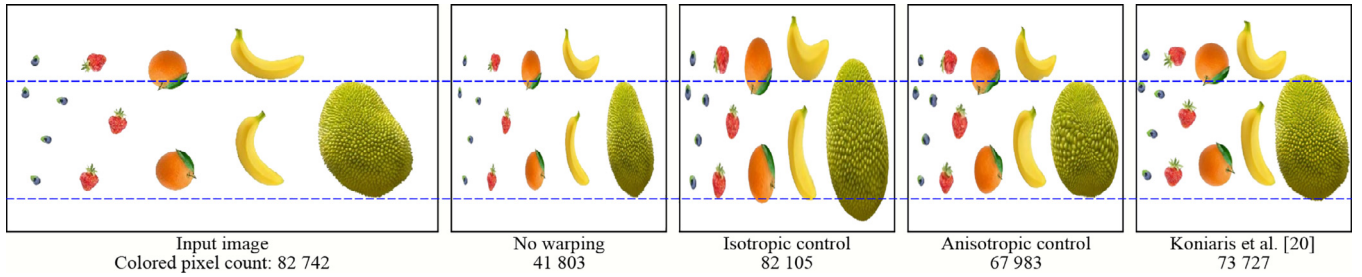 Input image
Colored pixel count: 82 742
No warping
41 803
Isotropic control
82 105
Anisotropic control
67 983
Koniaris et al. [20]
73 727